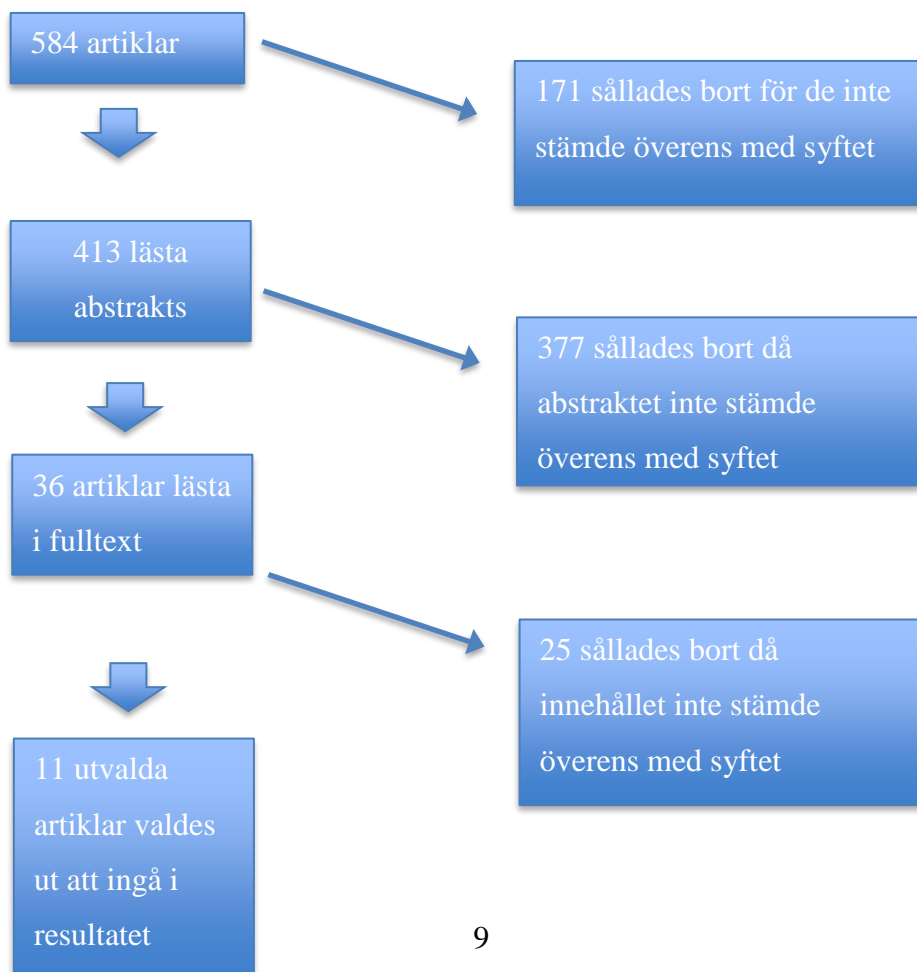 584 artiklar
171 sållades bort för de inte
stämde överens med syftet
413 lästa
abstrakts
377 sållades bort då
abstraktet inte stämde
överens med syftet
36 artiklar lästa
i fulltext
25 sållades bort då
innehållet inte stämde
överens med syftet
11 utvalda
artiklar valdes
ut att ingå i
resultatet
9